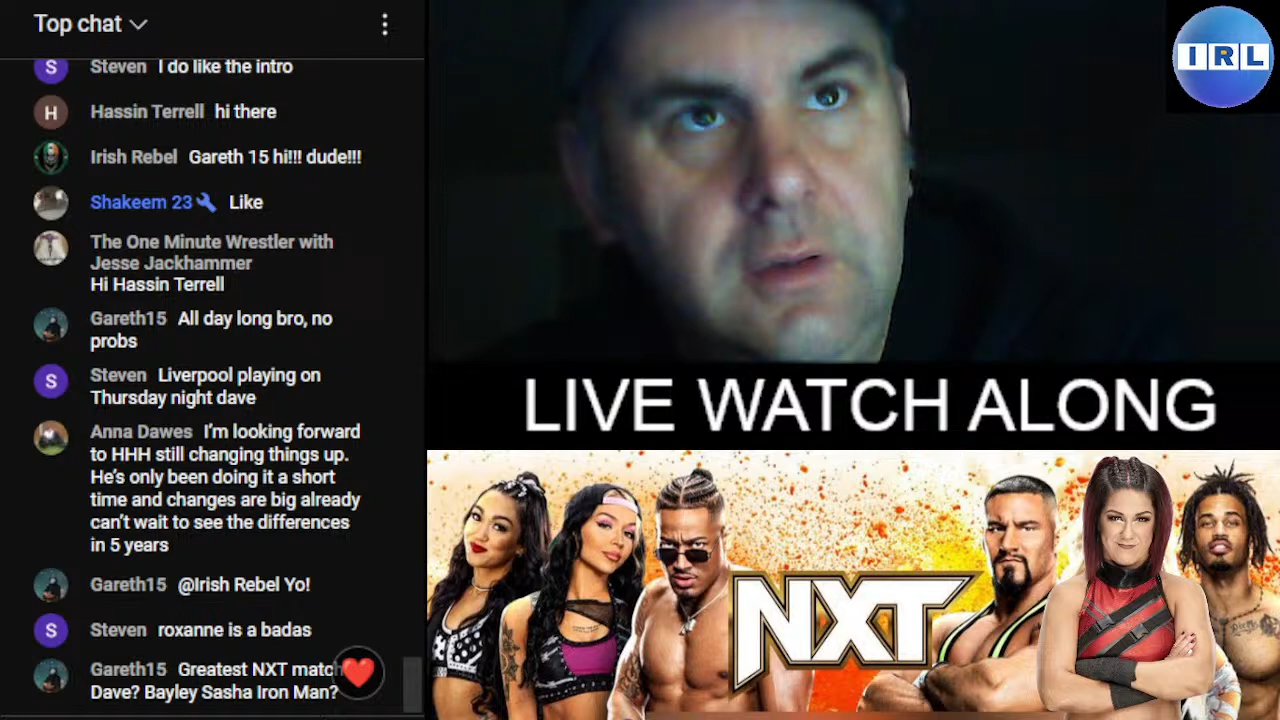 Top chat
S Steven I do like the intro
H Hassin Terrell hi there
Irish Rebel Gareth 15 hi!!! dude!!!
Shakeem 23 Like
The One Minute Wrestler with
Jesse Jackhammer
Hi Hassin Terrell
Gareth15 All day long bro, no
probs
S Steven Liverpool playing on
Thursday night dave
Anna Dawes I'm looking forward
to HHH still changing things up.
He's only been doing it a short
time and changes are big already
can't wait to see the differences
in 5 years
Gareth15 @Irish Rebel Yo!
S Steven roxanne is a badas
Gareth15 Greatest NXT match
Dave? Bayley Sasha Iron Man?
IRL
LIVE WATCH ALONG
NXT